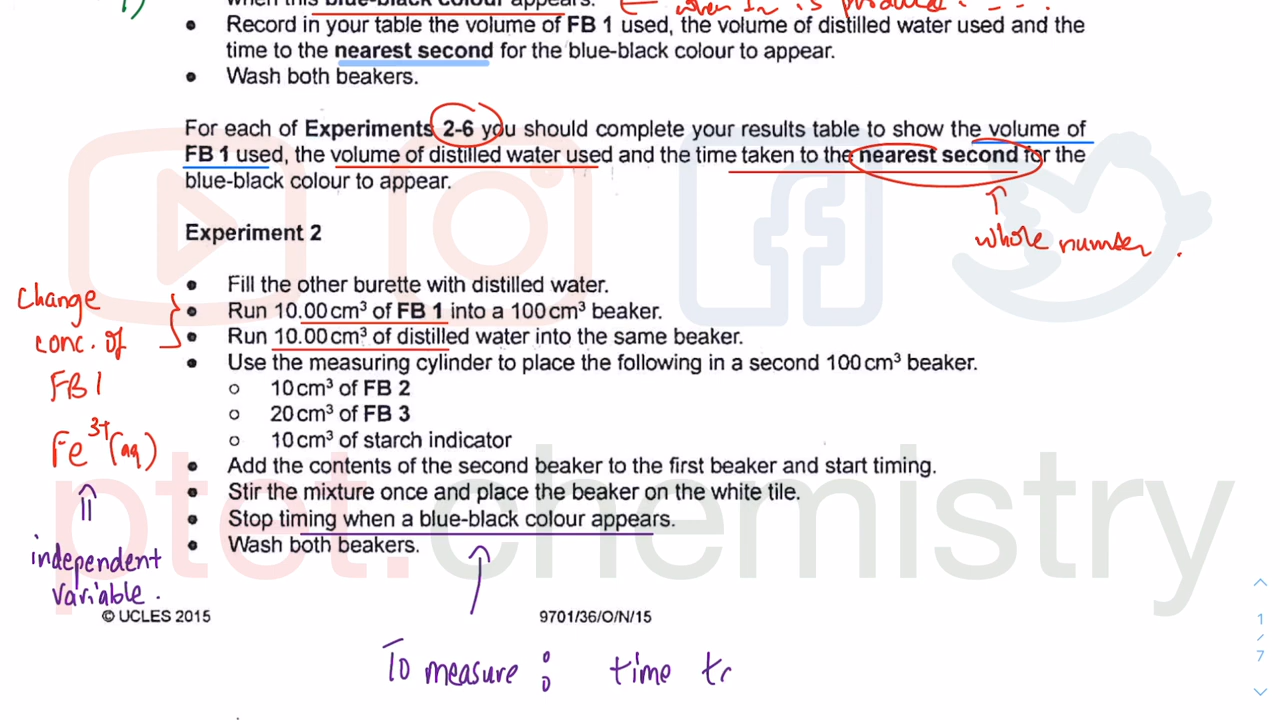 when this blue-black colour appears. ← when I2 is produced . . . .
• Record in your table the volume of FB 1 used, the volume of distilled water used and the
time to the nearest second for the blue-black colour to appear.
• Wash both beakers.
For each of Experiments 2-6 you should complete your results table to show the volume of
FB 1 used, the volume of distilled water used and the time taken to the nearest second for the
blue-black colour to appear.
↑
whole number .
Experiment 2
• Fill the other burette with distilled water.
• Run 10.00 cm³ of FB 1 into a 100 cm³ beaker.
• Run 10.00 cm³ of distilled water into the same beaker.
• Use the measuring cylinder to place the following in a second 100 cm³ beaker.
o 10 cm³ of FB 2
o 20 cm³ of FB 3
o 10 cm³ of starch indicator
• Add the contents of the second beaker to the first beaker and start timing.
• Stir the mixture once and place the beaker on the white tile.
• Stop timing when a blue-black colour appears.
• Wash both beakers.
change
conc. of
FB 1
Fe³⁺(aq)
independent
variable .
ptet.chemistry
© UCLES 2015
9701/36/O/N/15
To measure : time
1
/
7